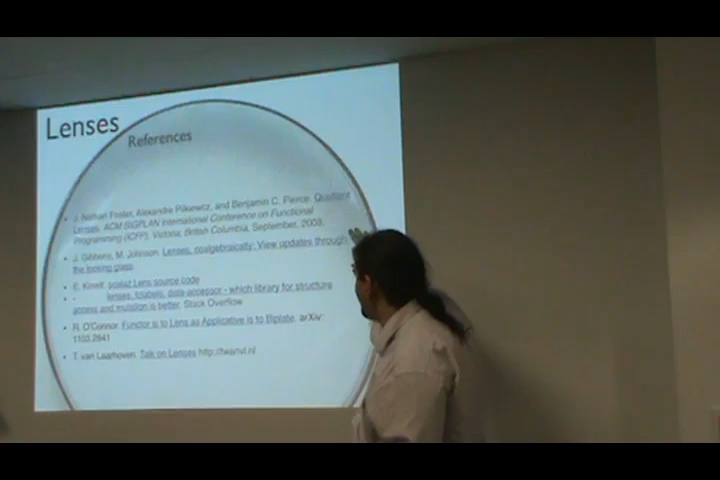 Lenses
References
• J. Nathan Foster, Alexandre Pilkiewcz, and Benjamin C. Pierce. Quotient
Lenses. ACM SIGPLAN International Conference on Functional
Programming (ICFP), Victoria, British Columbia, September, 2008.
• J. Gibbons, M. Johnson. Lenses, coalgebraically: View updates through
the looking glass
• E. Kmett. scalaz Lens source code
• - lenses, fclabels, data-accessor - which library for structure
access and mutation is better. Stack Overflow
• R. O'Connor. Functor is to Lens as Applicative is to Biplate. arXiv:
1103.2841
• T. van Laarhoven. Talk on Lenses http://twanvl.nl